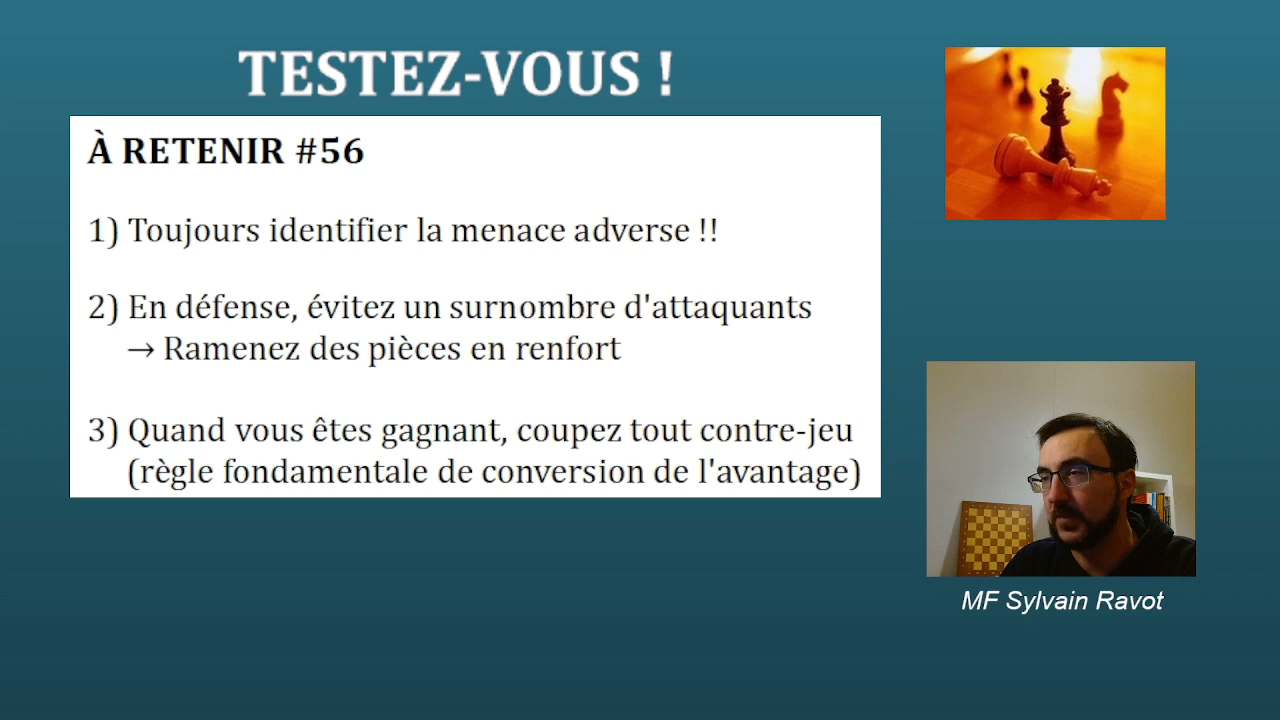 TESTEZ-VOUS !
À RETENIR #56
1) Toujours identifier la menace adverse !!
2) En défense, évitez un surnombre d'attaquants
→ Ramenez des pièces en renfort
3) Quand vous êtes gagnant, coupez tout contre-jeu
(règle fondamentale de conversion de l'avantage)
MF Sylvain Ravot